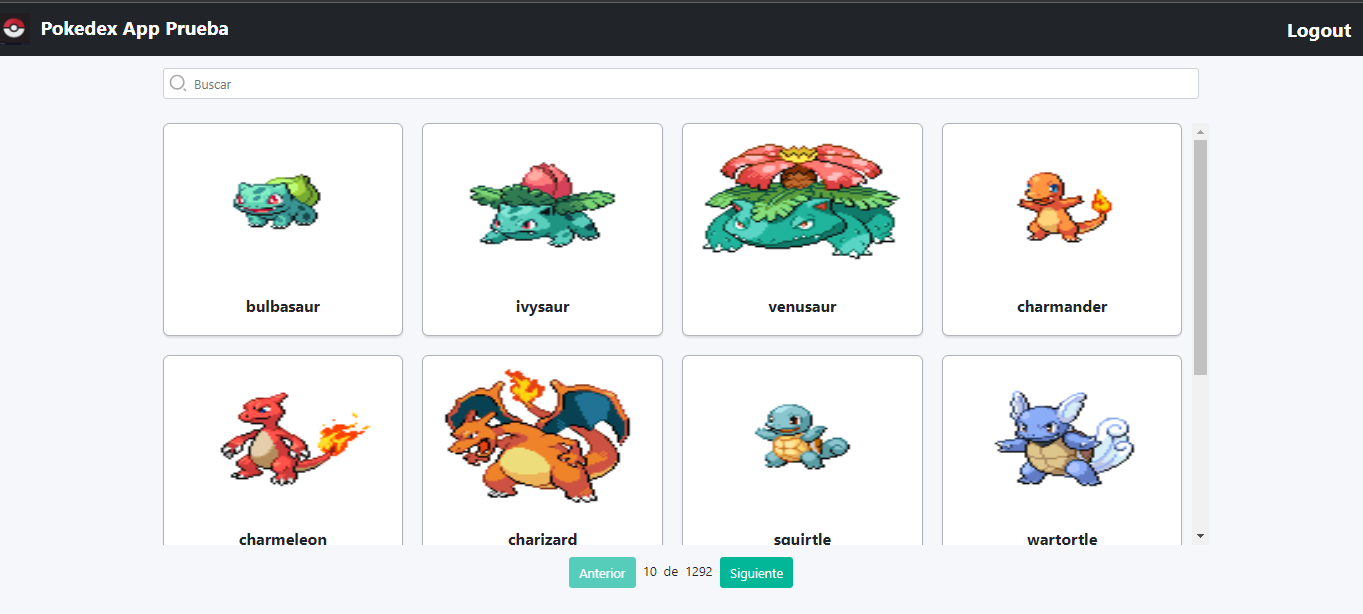 Pokedex App Prueba
Logout
Buscar
bulbasaur
ivysaur
venusaur
charmander
charmeleon
charizard
squirtle
wartortle
Anterior 10 de 1292 Siguiente